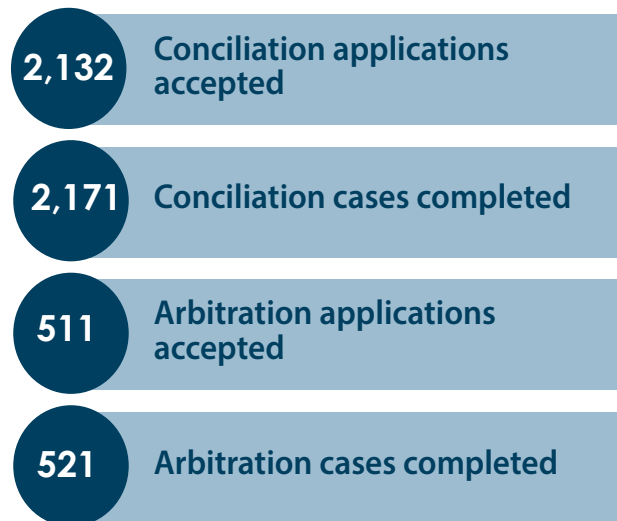 2,132
Conciliation applications
accepted
2,171
Conciliation cases completed
511
Arbitration applications
accepted
521
Arbitration cases completed